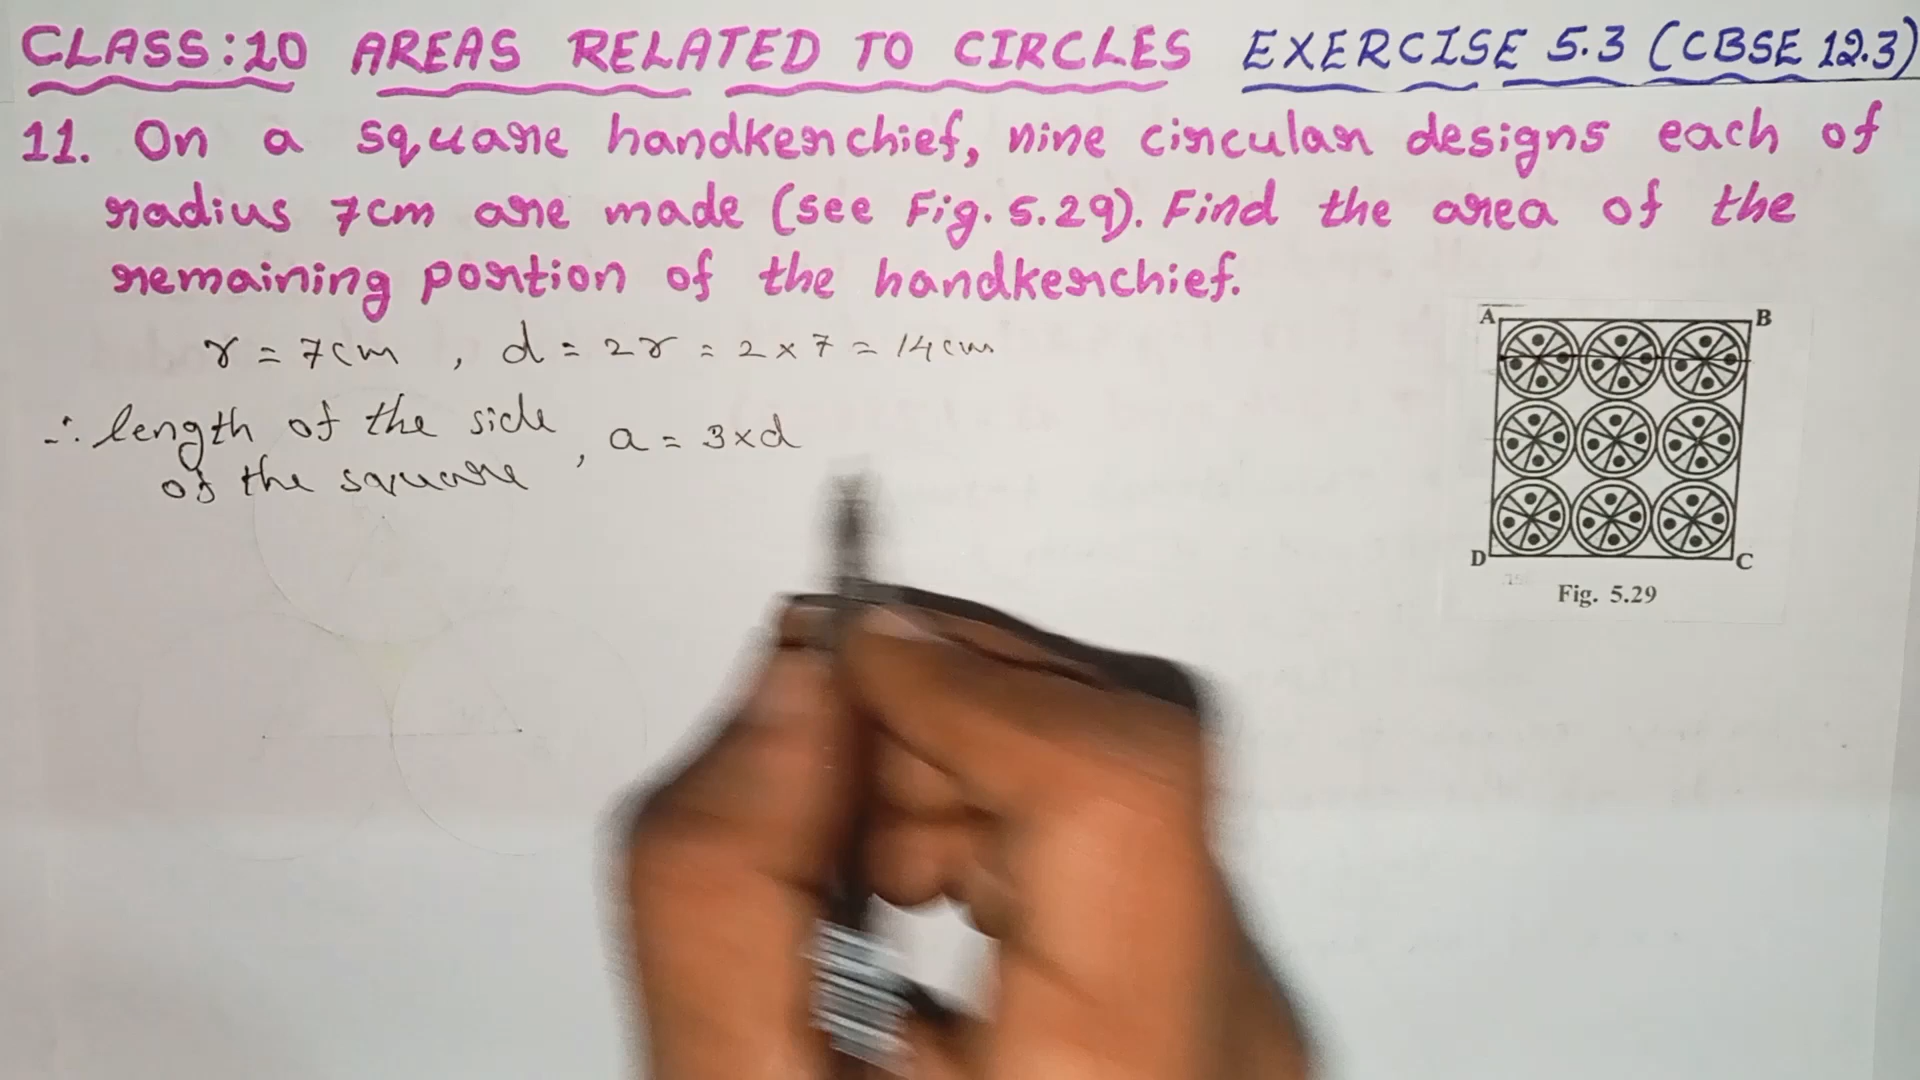 CLASS:10 AREAS RELATED TO CIRCLES EXERCISE 5.3 (CBSE 12.3)
11. On a square handkerchief, nine circular designs each of
radius 7cm are made (see Fig. 5.29). Find the area of the
remaining portion of the handkerchief.
r = 7cm , d = 2r = 2 x 7 = 14cm
∴ length of the side
of the square , a = 3xd
A B
D C
Fig. 5.29